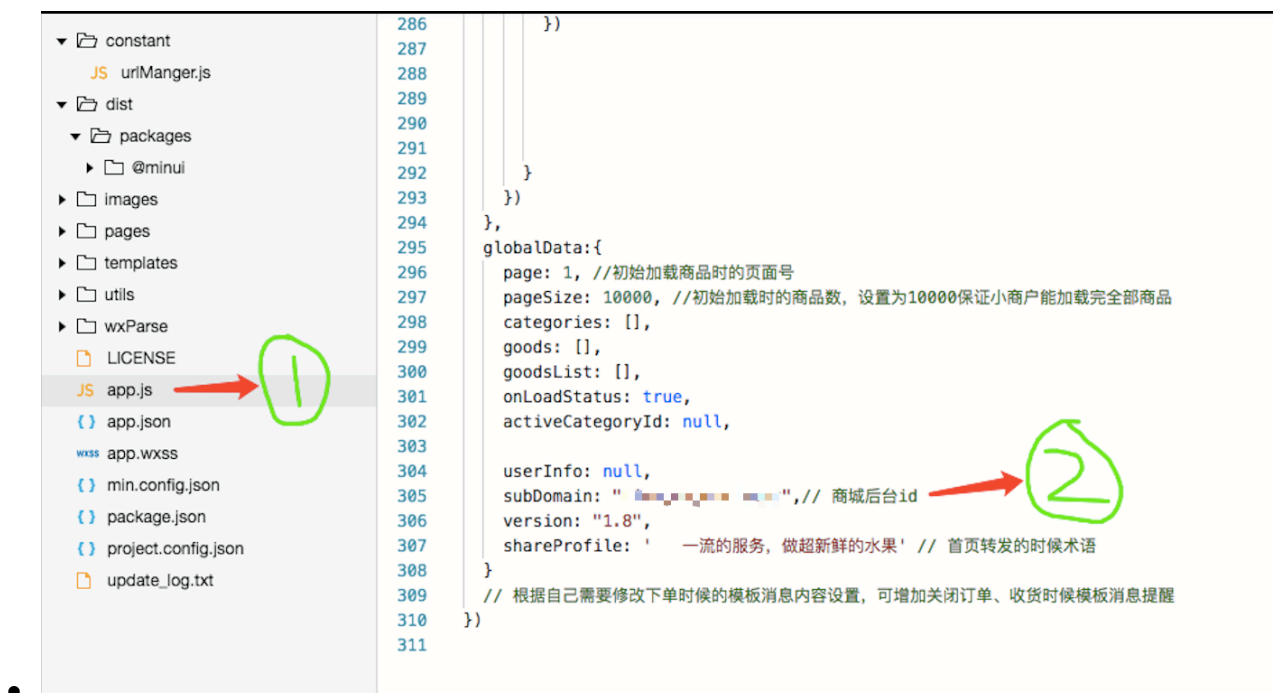 constant
JS urlManger.js
dist
packages
@minui
images
pages
templates
utils
wxParse
LICENSE
JS app.js
{ } app.json
wxss app.wxss
{ } min.config.json
{ } package.json
{ } project.config.json
update_log.txt
1
286 })
287
288
289
290
291
292 }
293 })
294 },
295 globalData:{
296 page: 1, //初始加载商品时的页面号
297 pageSize: 10000, //初始加载时的商品数，设置为10000保证小商户能加载完全部商品
298 categories: [],
299 goods: [],
300 goodsList: [],
301 onLoadStatus: true,
302 activeCategoryId: null,
303
304 userInfo: null,
305 subDomain: " ",// 商城后台id
306 version: "1.8",
307 shareProfile: '   一流的服务，做超新鲜的水果' // 首页转发的时候术语
308 }
309 // 根据自己需要修改下单时候的模板消息内容设置，可增加关闭订单、收货时候模板消息提醒
310 })
311
2